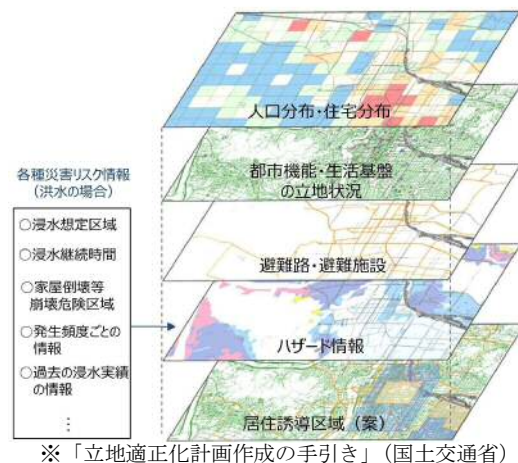 人口分布・住宅分布
都市機能・生活基盤
の立地状況
避難路・避難施設
ハザード情報
居住誘導区域（案）
各種災害リスク情報
（洪水の場合）
○浸水想定区域
○浸水継続時間
○家屋倒壊等
崩壊危険区域
○発生頻度ごとの
情報
○過去の浸水実績
の情報
⋮
※「立地適正化計画作成の手引き」（国土交通省）